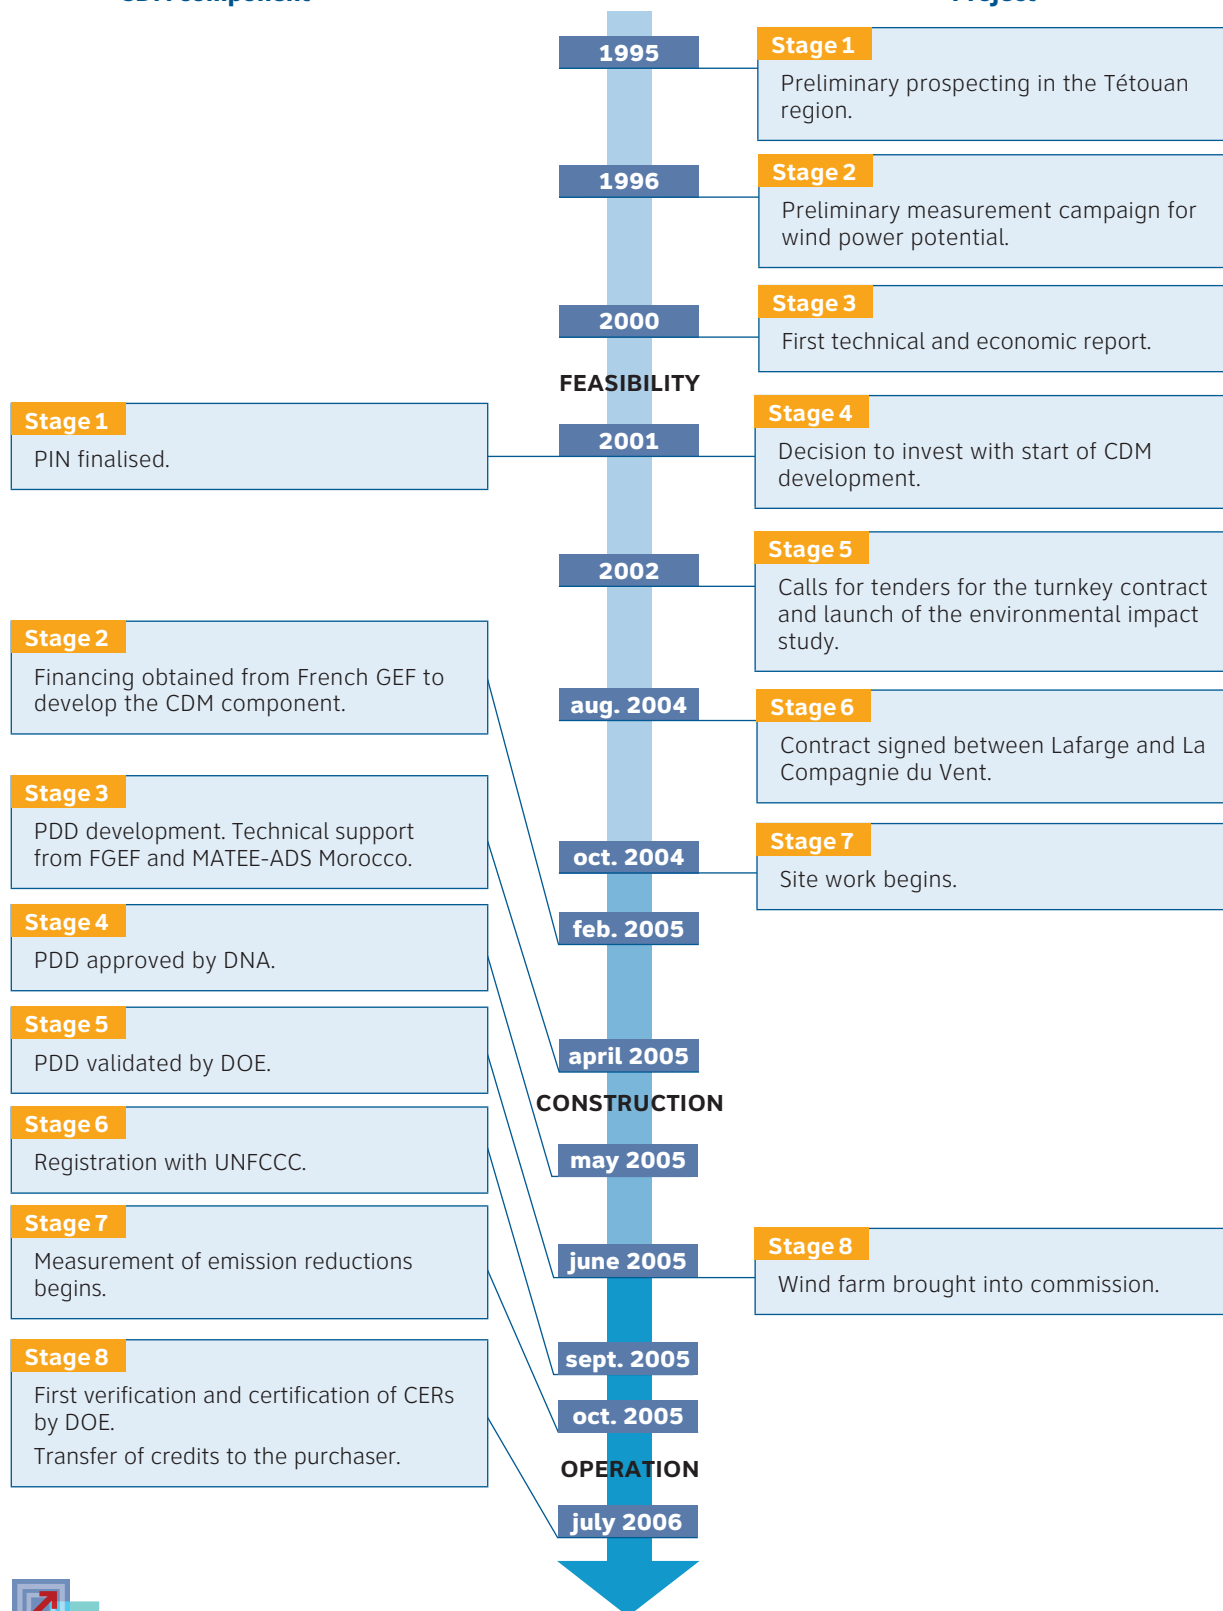 Project
1995
Stage 1
Preliminary prospecting in the Tétouan
region.
1996
Stage 2
Preliminary measurement campaign for
wind power potential.
2000
Stage 3
First technical and economic report.
FEASIBILITY
Stage 1
PIN finalised.
2001
Stage 4
Decision to invest with start of CDM
development.
2002
Stage 5
Calls for tenders for the turnkey contract
and launch of the environmental impact
study.
Stage 2
Financing obtained from French GEF to
develop the CDM component.
aug. 2004
Stage 6
Contract signed between Lafarge and La
Compagnie du Vent.
Stage 3
PDD development. Technical support
from FGEF and MATEE-ADS Morocco.
oct. 2004
Stage 7
Site work begins.
Stage 4
PDD approved by DNA.
feb. 2005
Stage 5
PDD validated by DOE.
april 2005
CONSTRUCTION
Stage 6
Registration with UNFCCC.
may 2005
Stage 7
Measurement of emission reductions
begins.
june 2005
Stage 8
Wind farm brought into commission.
Stage 8
First verification and certification of CERs
by DOE.
Transfer of credits to the purchaser.
sept. 2005
oct. 2005
OPERATION
july 2006